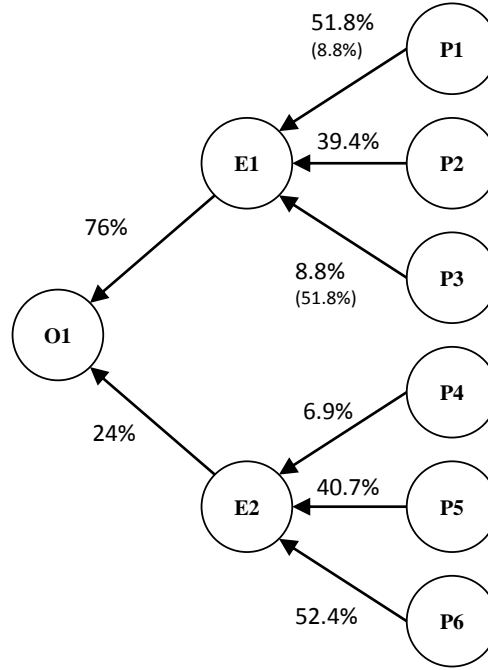 51.8%
(8.8%)
P1
39.4%
E1
P2
76%
8.8%
(51.8%)
P3
O1
24%
6.9%
P4
40.7%
E2
P5
52.4%
P6